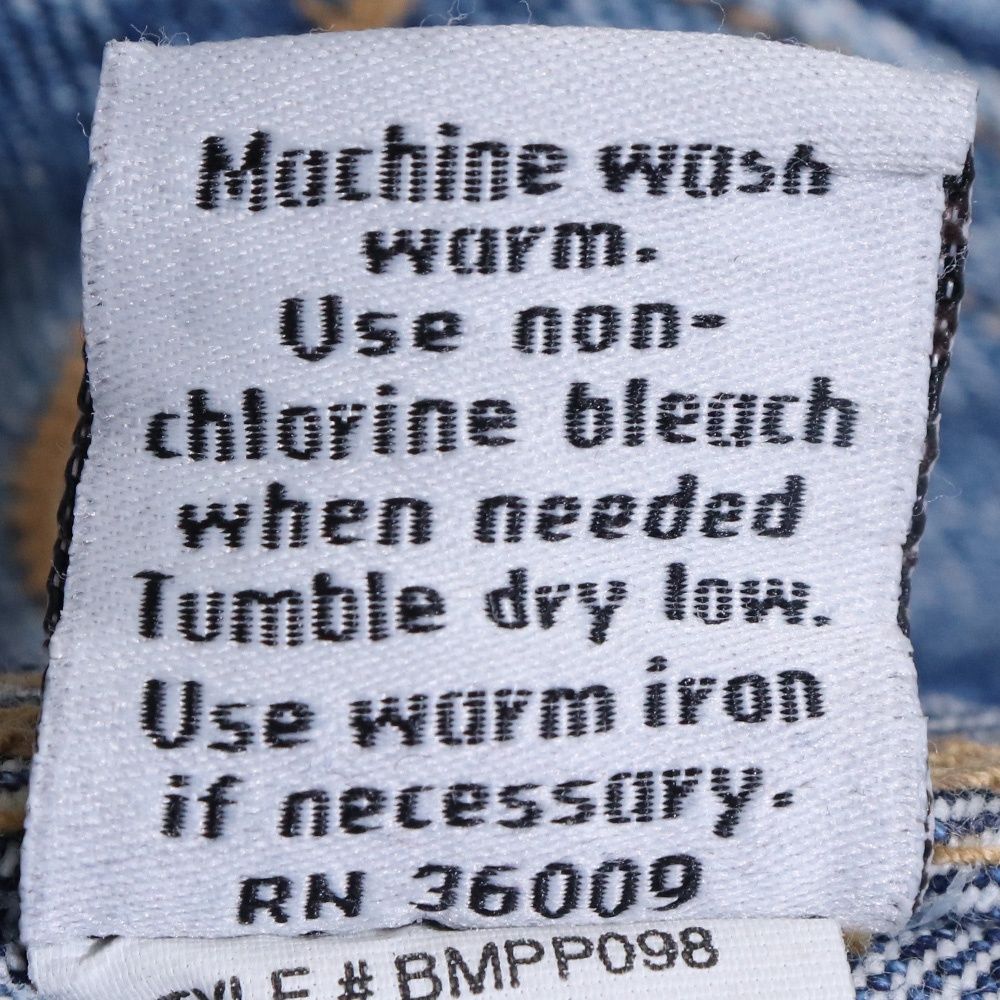 Machine wash
warm.
Use non-
chlorine bleach
when needed
Tumble dry low.
Use warm iron
if necessary.
RN 36009
# BMPP098